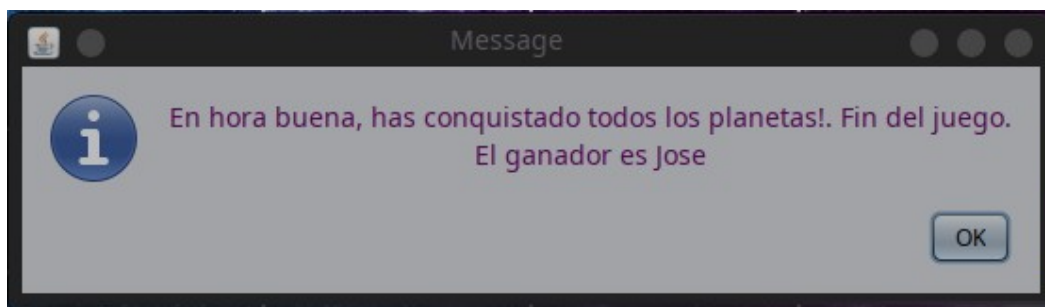 Message
En hora buena, has conquistado todos los planetas!. Fin del juego.
El ganador es Jose
OK